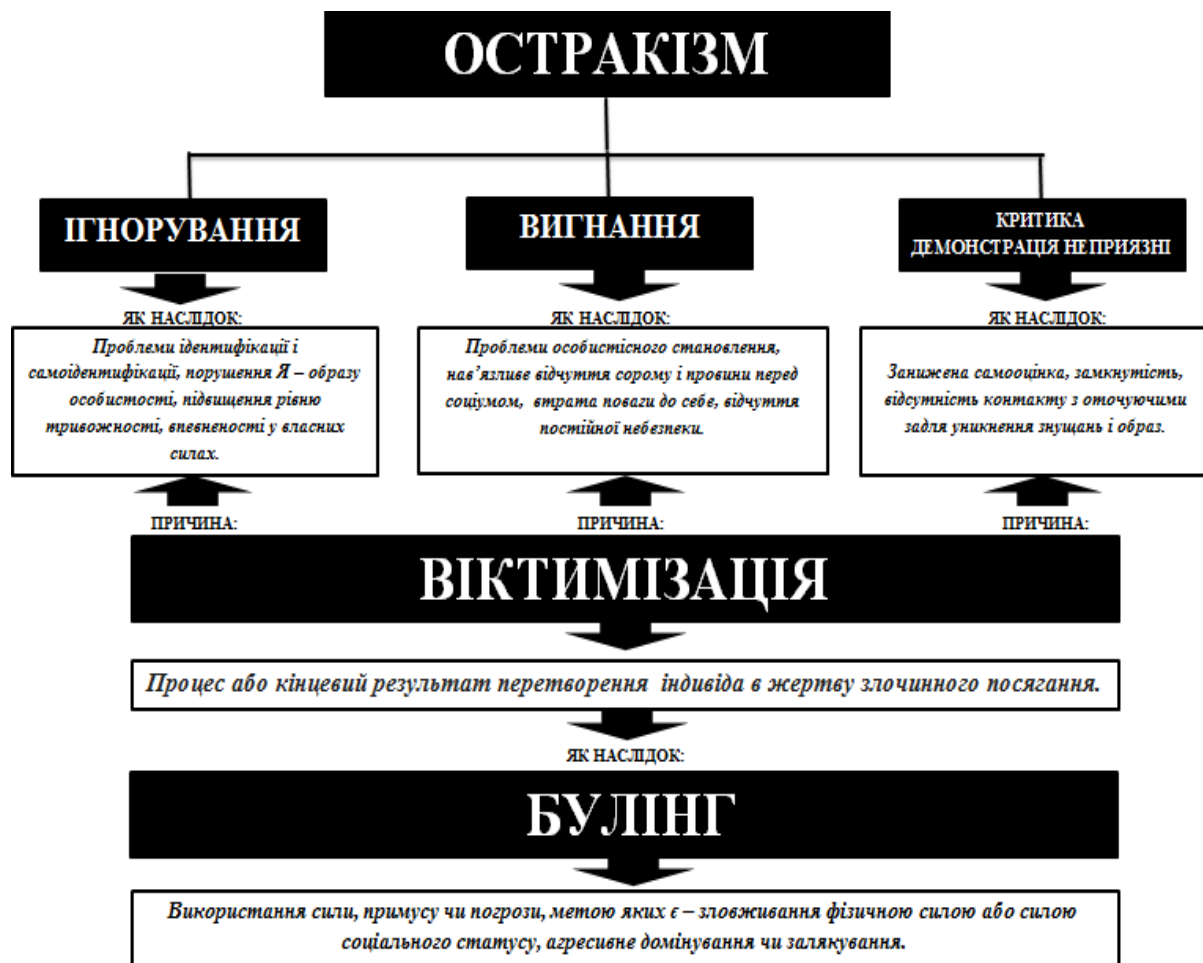 ОСТРАКІЗМ
ІГНОРУВАННЯ
ВИГНАННЯ
КРИТИКА
ДЕМОНСТРАЦІЯ НЕПРИЯЗНІ
ЯК НАСЛІДОК:
ЯК НАСЛІДОК:
ЯК НАСЛІДОК:
Проблеми ідентифікації і
самоідентифікації, порушення Я – образу
особистості, підвищення рівню
тривожності, впевненості у власних
силах.
Проблеми особистісного становлення,
нав’язливе відчуття сорому і провини перед
соціумом, втрата поваги до себе, відчуття
постійної небезпеки.
Занижена самооцінка, замкнутість,
відсутність контакту з оточуючими
задля уникнення знущань і образ.
ПРИЧИНА:
ПРИЧИНА:
ПРИЧИНА:
ВІКТИМІЗАЦІЯ
Процес або кінцевий результат перетворення індивіда в жертву злочинного посягання.
ЯК НАСЛІДОК:
БУЛІНГ
Використання сили, примусу чи погрози, метою яких є – зловживання фізичною силою або силою
соціального статусу, агресивне домінування чи залякування.